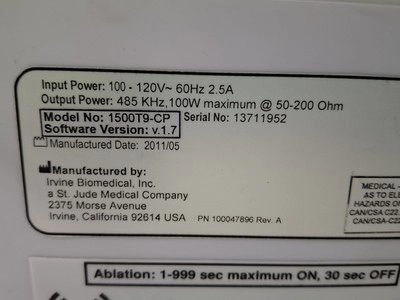 Input Power: 100 - 120V~ 60Hz 2.5A
Output Power: 485 KHz,100W maximum @ 50-200 Ohm
Model No: 1500T9-CP Serial No: 13711952
Software Version: v.1.7
Manufactured Date: 2011/05
Manufactured by:
Irvine Biomedical, Inc.
a St. Jude Medical Company
2375 Morse Avenue
Irvine, California 92614 USA PN 100047896 Rev. A
MEDICAL -
AS TO EL
HAZARDS O
CAN/CSA C22.
CAN/CSA-C22
Ablation: 1-999 sec maximum ON, 30 sec OFF